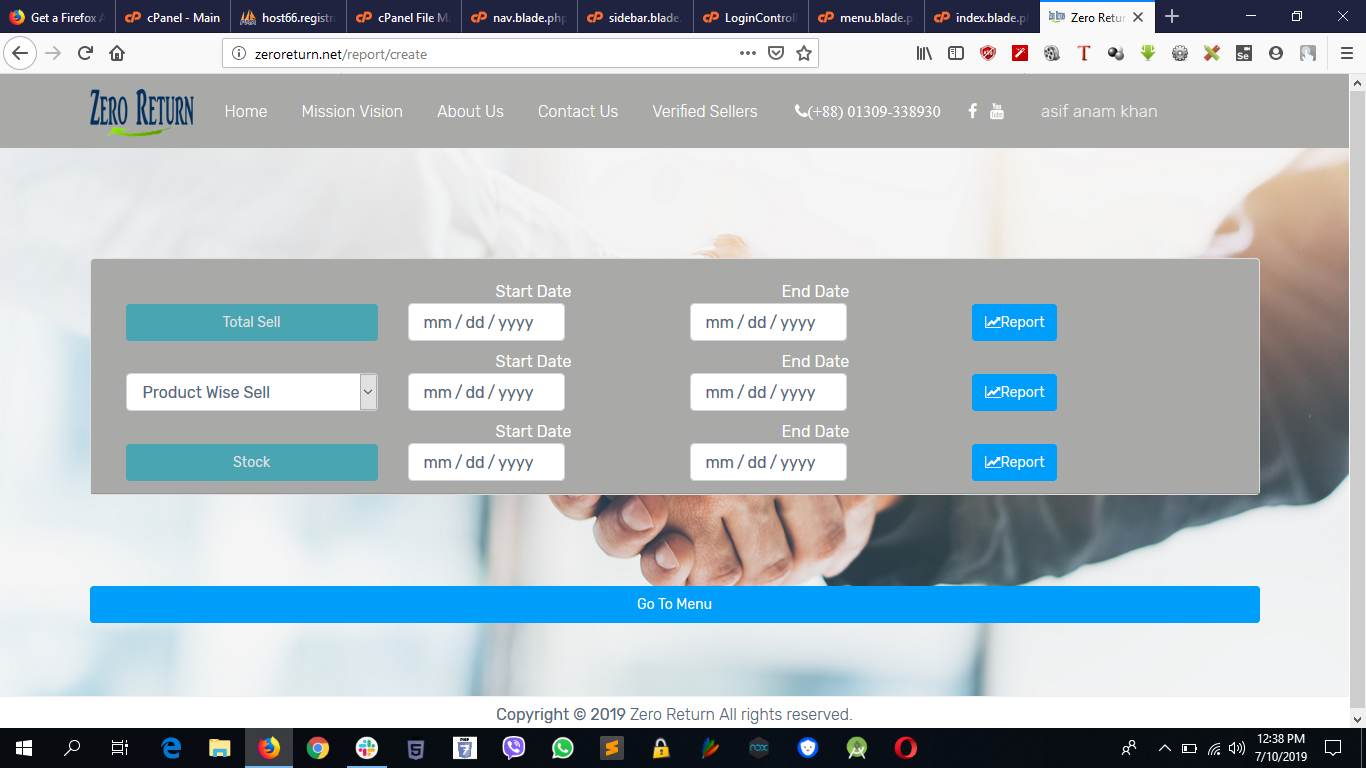 Get a Firefox A
cPanel - Main
host66.registr
cPanel File M
nav.blade.php
sidebar.blade.
LoginControll
menu.blade.p
index.blade.p
Zero Retur
zeroreturn.net/report/create
ZERO RETURN
Home
Mission Vision
About Us
Contact Us
Verified Sellers
(+88) 01309-338930
asif anam khan
Start Date
End Date
Total Sell
mm / dd / yyyy
mm / dd / yyyy
Report
Start Date
End Date
Product Wise Sell
mm / dd / yyyy
mm / dd / yyyy
Report
Start Date
End Date
Stock
mm / dd / yyyy
mm / dd / yyyy
Report
Go To Menu
Copyright © 2019 Zero Return All rights reserved.
12:38 PM
7/10/2019